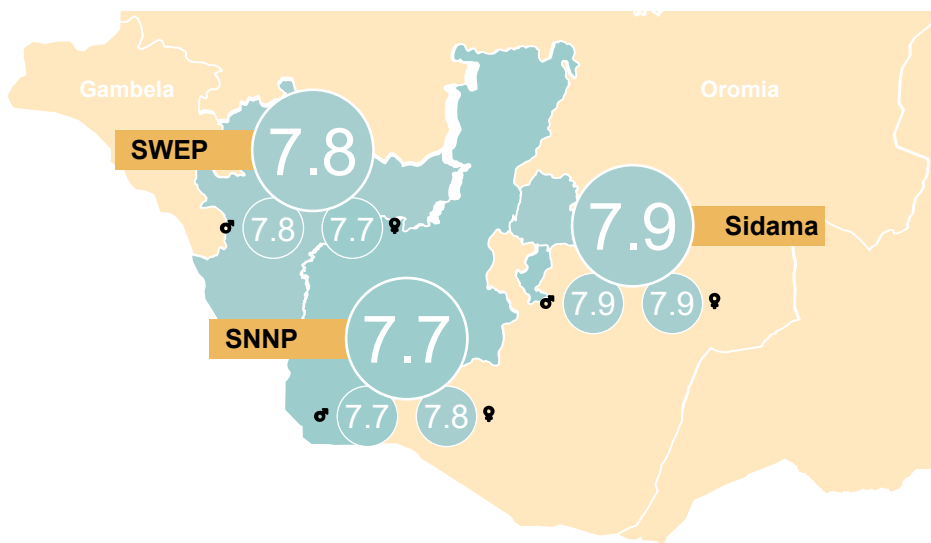 Gambela
Oromia
SWEP
7.8
♂ 7.8 7.7 ♀
7.9
Sidama
♂ 7.9 7.9 ♀
SNNP
7.7
♂ 7.7 7.8 ♀